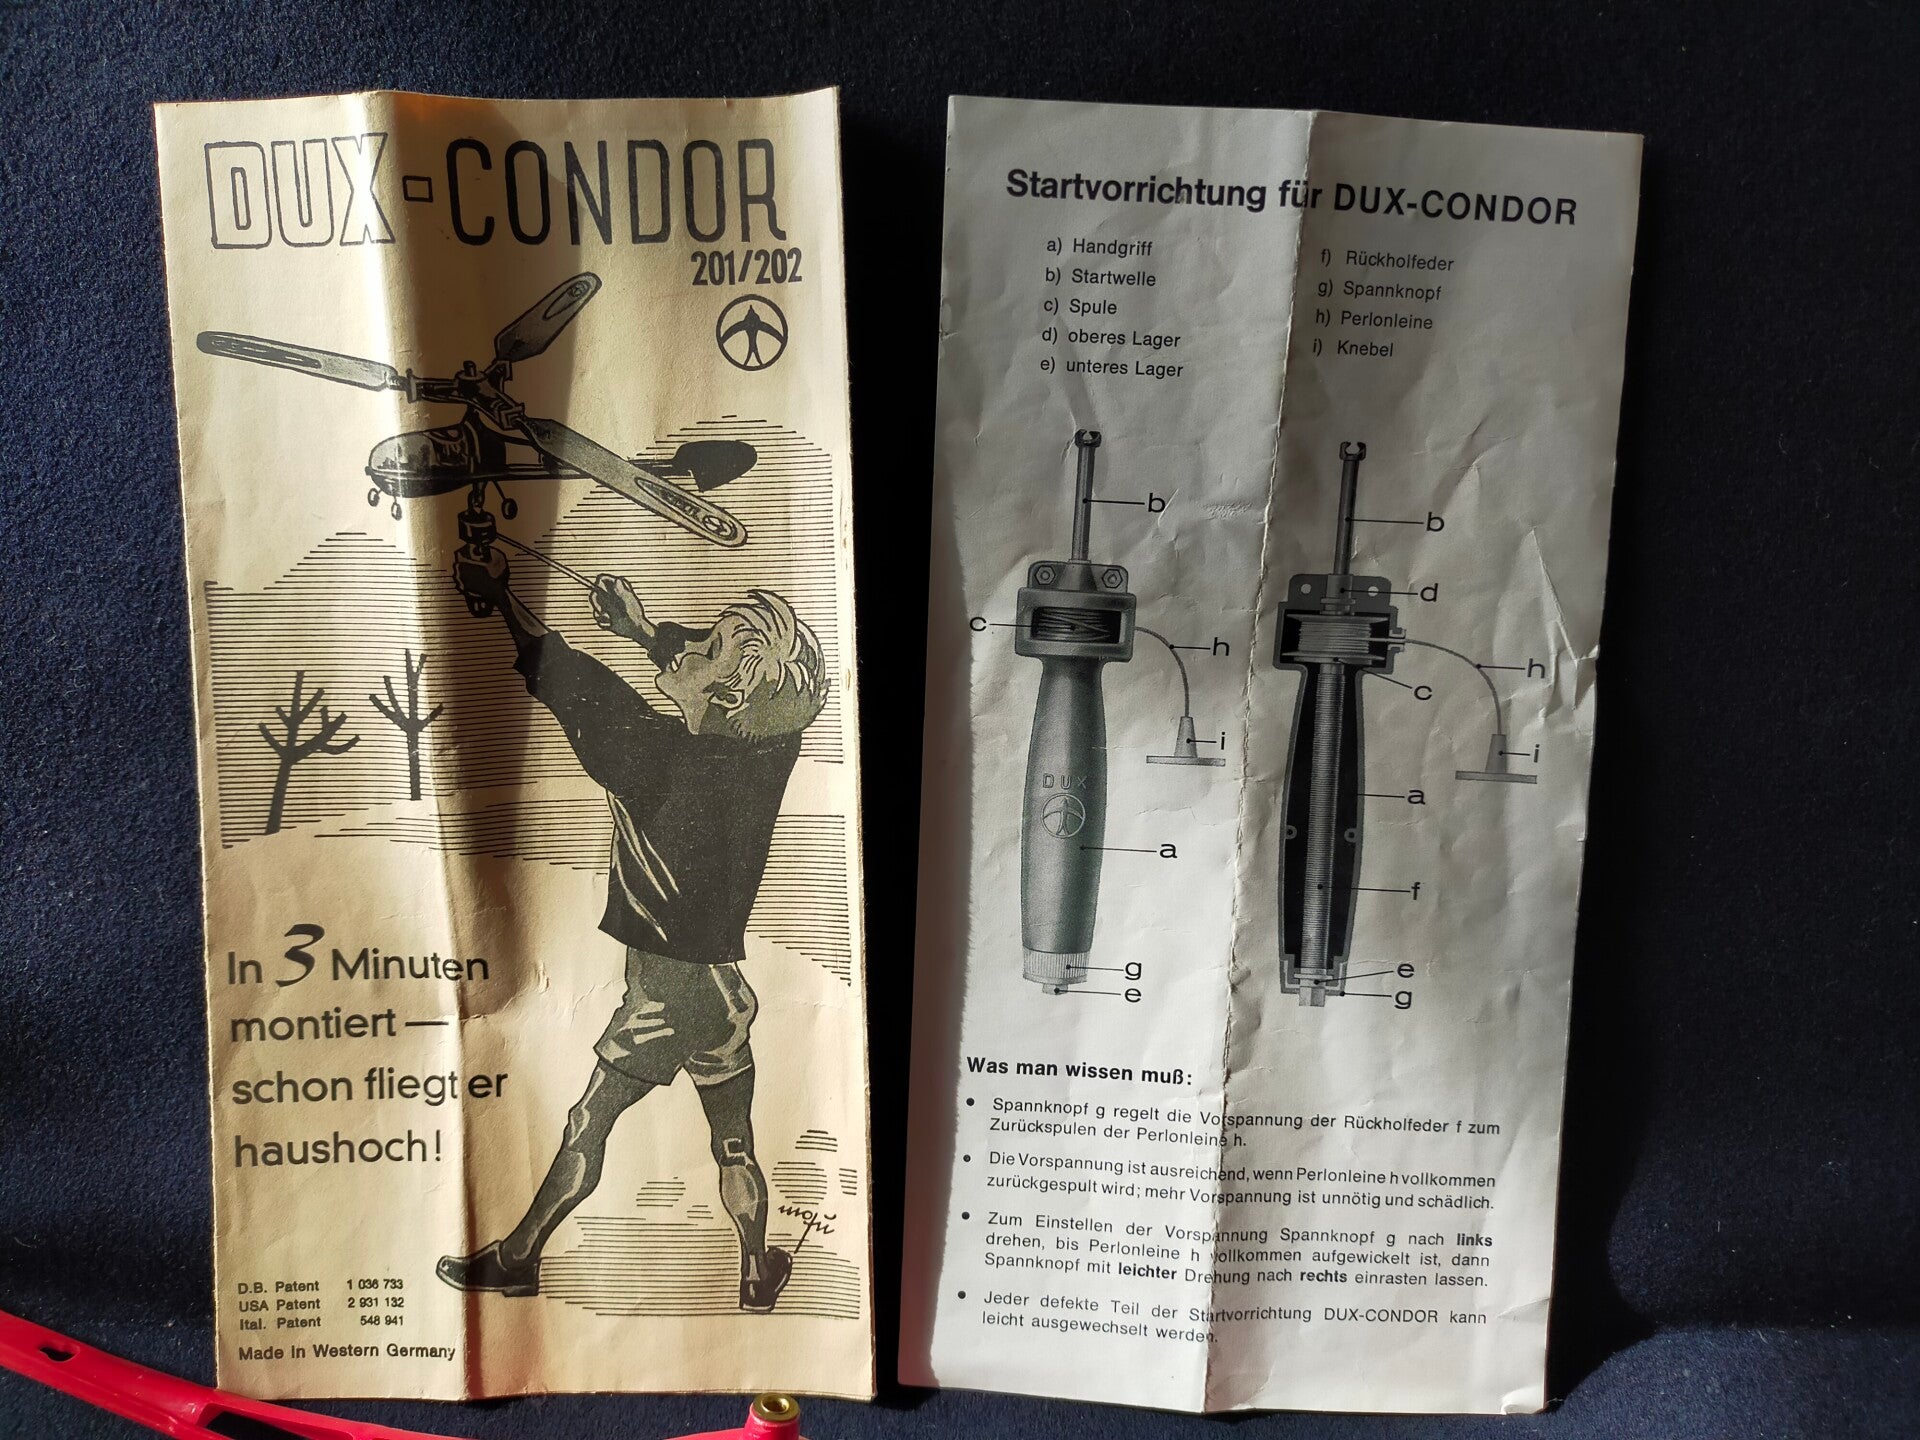 DUX-CONDOR
201/202
In 3 Minuten
montiert —
schon fliegt er
haushoch!
D.B. Patent 1 036 733
USA Patent 2 931 132
Ital. Patent 548 941
Made in Western Germany
Startvorrichtung für DUX-CONDOR
a) Handgriff
b) Startwelle
c) Spule
d) oberes Lager
e) unteres Lager
f) Rückholfeder
g) Spannknopf
h) Perlonleine
i) Knebel
b
c
h
i
DUX
a
g
e
b
d
h
c
i
a
f
e
g
Was man wissen muß:
• Spannknopf g regelt die Vorspannung der Rückholfeder f zum
Zurückspulen der Perlonleine h.
• Die Vorspannung ist ausreichend, wenn Perlonleine h vollkommen
zurückgespult wird; mehr Vorspannung ist unnötig und schädlich.
• Zum Einstellen der Vorspannung Spannknopf g nach links
drehen, bis Perlonleine h vollkommen aufgewickelt ist, dann
Spannknopf mit leichter Drehung nach rechts einrasten lassen.
• Jeder defekte Teil der Startvorrichtung DUX-CONDOR kann
leicht ausgewechselt werden.